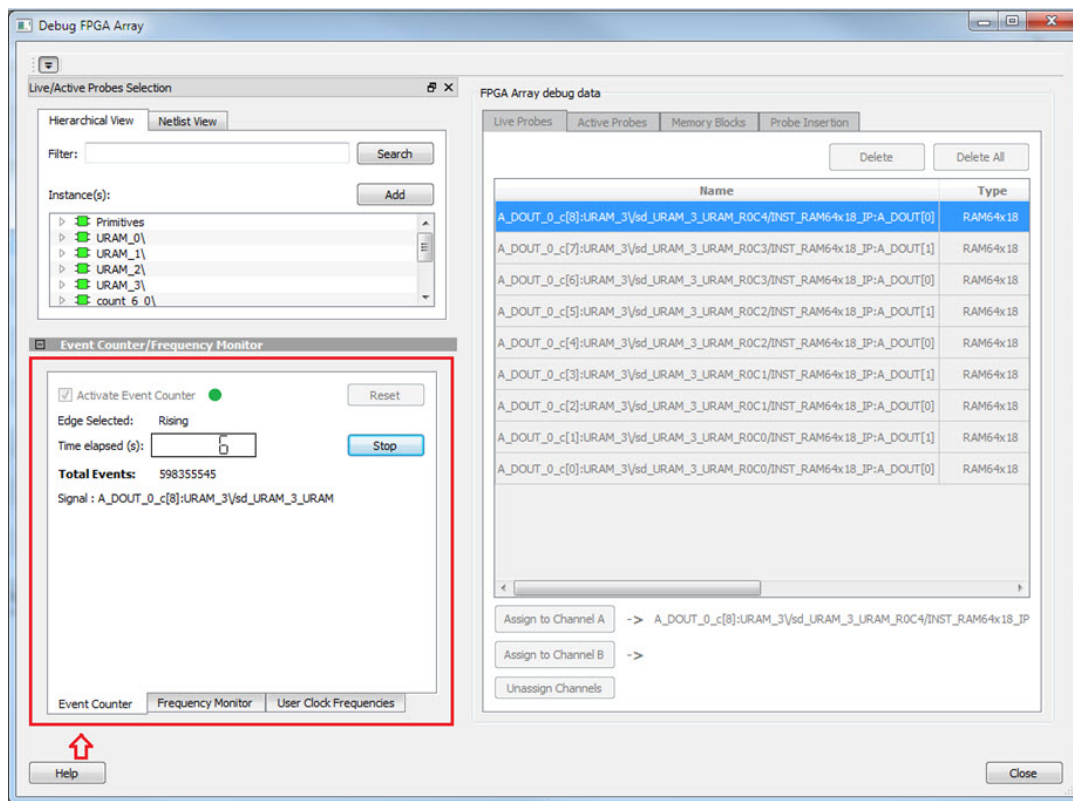 Debug FPGA Array
Live/Active Probes Selection
Hierarchical View Netlist View
Filter: Search
Instance(s): Add
Primitives
URAM_0\
URAM_1\
URAM_2\
URAM_3\
count_6_0\
Event Counter/Frequency Monitor
Activate Event Counter Reset
Edge Selected: Rising
Time elapsed (s): 6 Stop
Total Events: 598355545
Signal : A_DOUT_0_c[8]:URAM_3\/sd_URAM_3_URAM
Event Counter Frequency Monitor User Clock Frequencies
Help
FPGA Array debug data
Live Probes Active Probes Memory Blocks Probe Insertion
Delete Delete All
Name Type
A_DOUT_0_c[8]:URAM_3\/sd_URAM_3_URAM_R0C4/INST_RAM64x18_IP:A_DOUT[0] RAM64x18
A_DOUT_0_c[7]:URAM_3\/sd_URAM_3_URAM_R0C3/INST_RAM64x18_IP:A_DOUT[1] RAM64x18
A_DOUT_0_c[6]:URAM_3\/sd_URAM_3_URAM_R0C3/INST_RAM64x18_IP:A_DOUT[0] RAM64x18
A_DOUT_0_c[5]:URAM_3\/sd_URAM_3_URAM_R0C2/INST_RAM64x18_IP:A_DOUT[1] RAM64x18
A_DOUT_0_c[4]:URAM_3\/sd_URAM_3_URAM_R0C2/INST_RAM64x18_IP:A_DOUT[0] RAM64x18
A_DOUT_0_c[3]:URAM_3\/sd_URAM_3_URAM_R0C1/INST_RAM64x18_IP:A_DOUT[1] RAM64x18
A_DOUT_0_c[2]:URAM_3\/sd_URAM_3_URAM_R0C1/INST_RAM64x18_IP:A_DOUT[0] RAM64x18
A_DOUT_0_c[1]:URAM_3\/sd_URAM_3_URAM_R0C0/INST_RAM64x18_IP:A_DOUT[1] RAM64x18
A_DOUT_0_c[0]:URAM_3\/sd_URAM_3_URAM_R0C0/INST_RAM64x18_IP:A_DOUT[0] RAM64x18
Assign to Channel A -> A_DOUT_0_c[8]:URAM_3\/sd_URAM_3_URAM_R0C4/INST_RAM64x18_IP
Assign to Channel B ->
Unassign Channels
Close